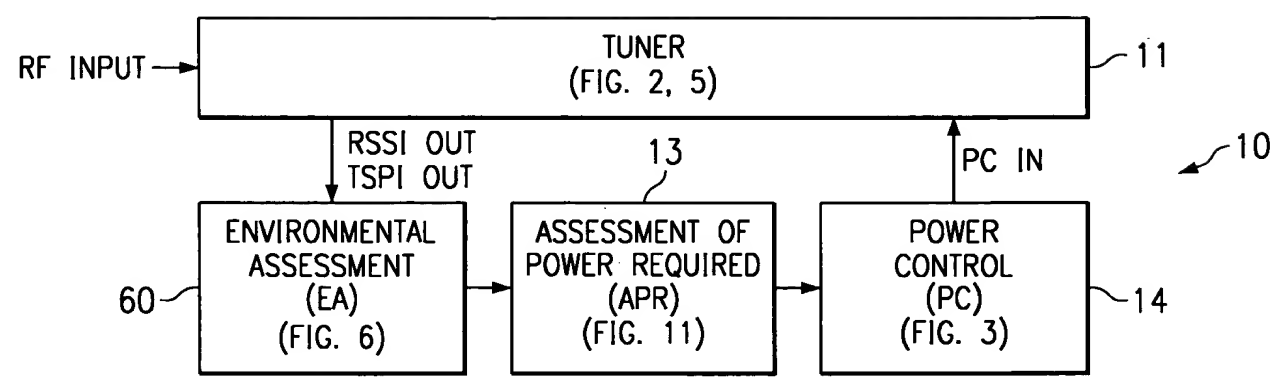 TUNER
(FIG. 2, 5)
11
RF INPUT
RSSI OUT
TSPI OUT
13
PC IN
10
ENVIRONMENTAL
ASSESSMENT
(EA)
(FIG. 6)
60
ASSESSMENT OF
POWER REQUIRED
(APR)
(FIG. 11)
POWER
CONTROL
(PC)
(FIG. 3)
14